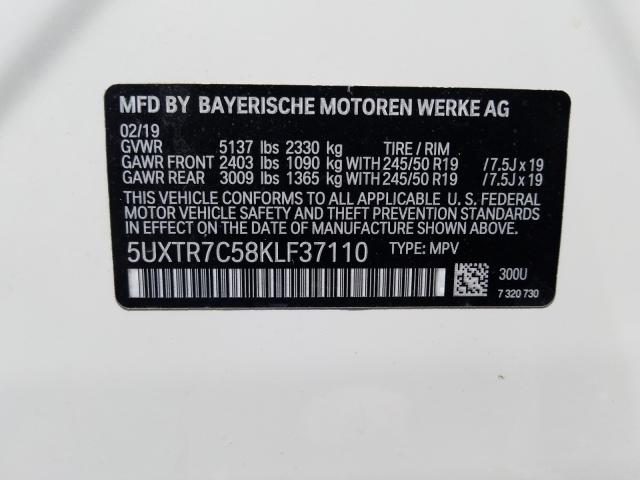 MFD BY BAYERISCHE MOTOREN WERKE AG
02/19
GVWR 5137 lbs 2330 kg TIRE / RIM
GAWR FRONT 2403 lbs 1090 kg WITH 245/50 R19 /7.5J x 19
GAWR REAR 3009 lbs 1365 kg WITH 245/50 R19 /7.5J x 19
THIS VEHICLE CONFORMS TO ALL APPLICABLE U. S. FEDERAL
MOTOR VEHICLE SAFETY BUMPER AND THEFT PREVENTION STANDARDS
IN EFFECT ON THE DATE OF MANUFACTURE SHOWN ABOVE.
5UXTR7C58KLF37110 TYPE: MPV
300U
7 320 730